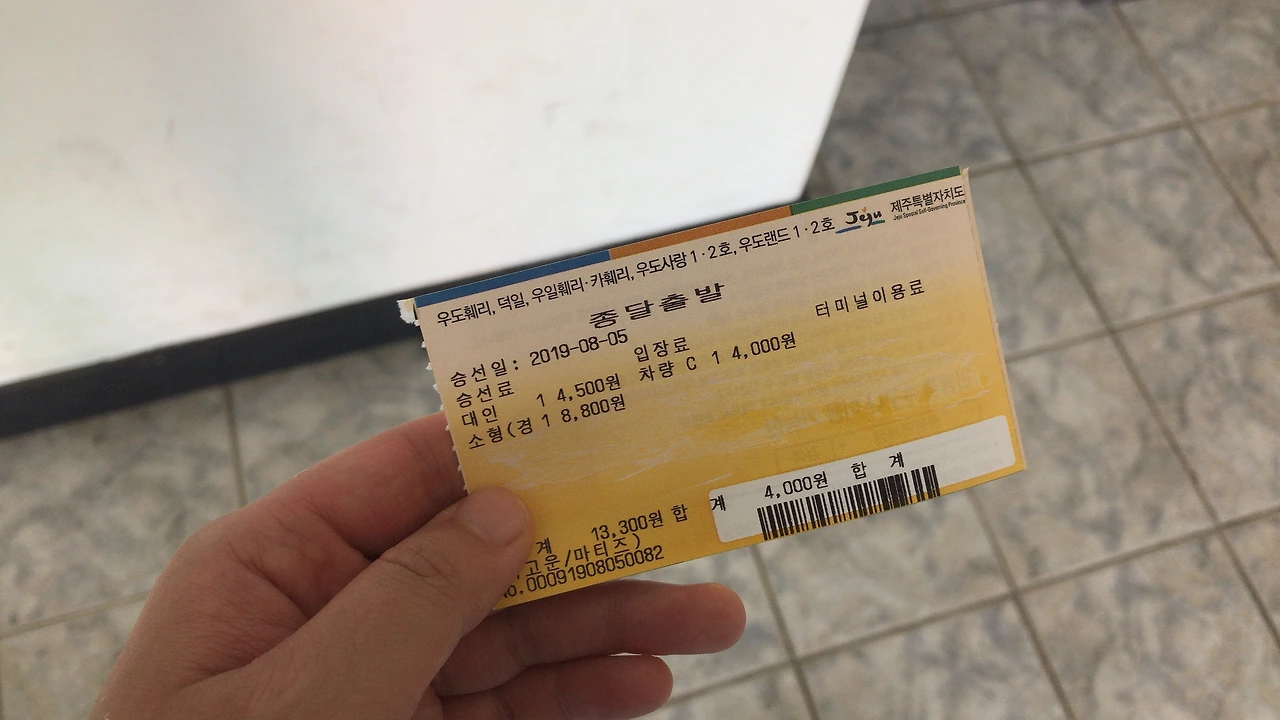 우도훼리, 덕일, 우일훼리·카훼리, 우도사랑 1·2호, 우도랜드 1·2호 Jeju 제주특별자치도
Jeju Special Self-Governing Province
종달출발
승선일: 2019-08-05
승선료 입장료 터미널이용료
대인 1 4,500원 차량 C 1 4,000원
소형(경 1 8,800원
계 13,300원 합 계 4,000원 합 계
고운/마티즈)
.00091908050082